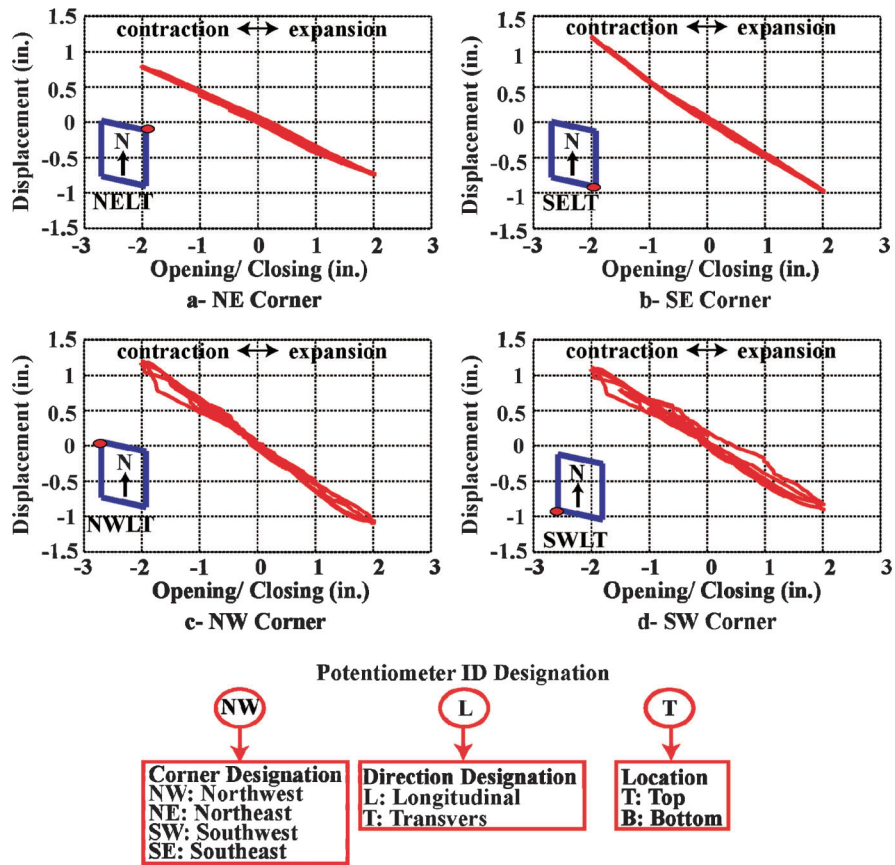 contraction ↔ expansion
Displacement (in.)
1.5
1
0.5
0
-0.5
-1
-1.5
N
NELT
-3 -2 -1 0 1 2 3
Opening/ Closing (in.)
a- NE Corner
contraction ↔ expansion
Displacement (in.)
1.5
1
0.5
0
-0.5
-1
-1.5
N
SELT
-3 -2 -1 0 1 2 3
Opening/ Closing (in.)
b- SE Corner
contraction ↔ expansion
Displacement (in.)
1.5
1
0.5
0
-0.5
-1
-1.5
N
NWLT
-3 -2 -1 0 1 2 3
Opening/ Closing (in.)
c- NW Corner
contraction ↔ expansion
Displacement (in.)
1.5
1
0.5
0
-0.5
-1
-1.5
N
SWLT
-3 -2 -1 0 1 2 3
Opening/ Closing (in.)
d- SW Corner
Potentiometer ID Designation
NW
L
T
Corner Designation
NW: Northwest
NE: Northeast
SW: Southwest
SE: Southeast
Direction Designation
L: Longitudinal
T: Transvers
Location
T: Top
B: Bottom